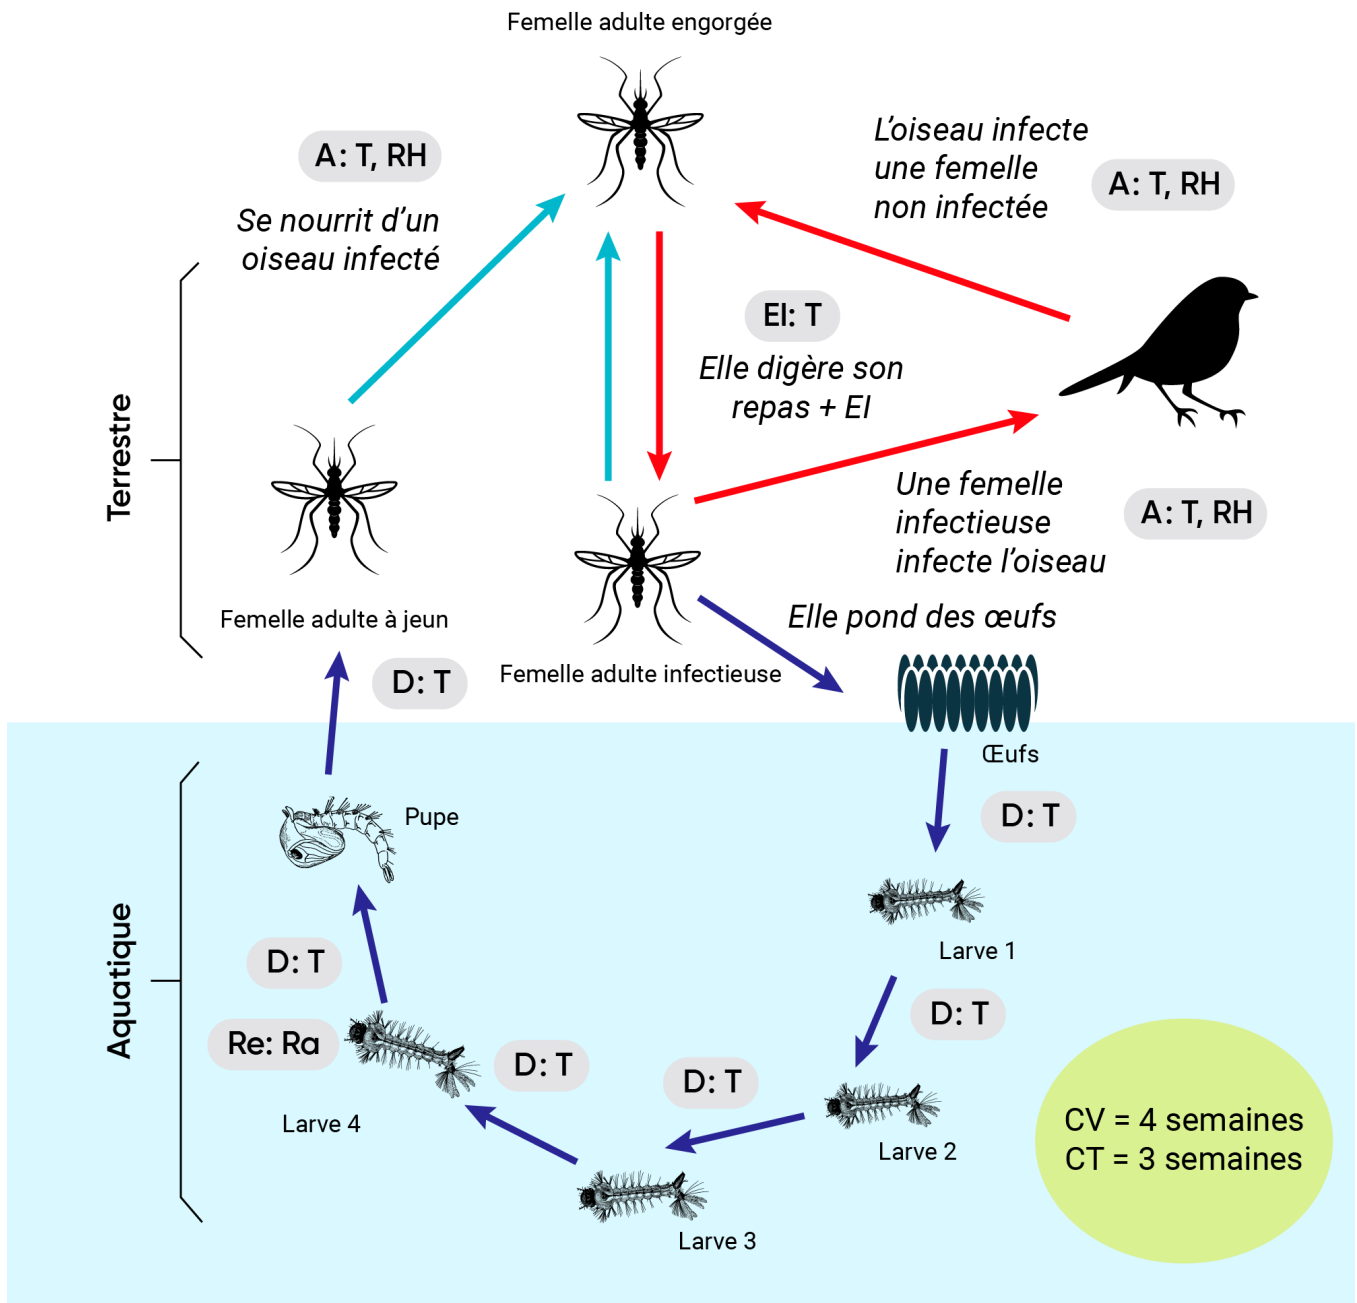 Femelle adulte engorgée
A: T, RH
Se nourrit d’un
oiseau infecté
L’oiseau infecte
une femelle
non infectée
A: T, RH
EI: T
Elle digère son
repas + EI
Terrestre
Une femelle
infectieuse
infecte l’oiseau
A: T, RH
Femelle adulte à jeun
Elle pond des œufs
D: T
Femelle adulte infectieuse
Œufs
D: T
Pupe
Aquatique
Larve 1
D: T
D: T
Re: Ra
D: T
D: T
Larve 4
Larve 2
Larve 3
CV = 4 semaines
CT = 3 semaines